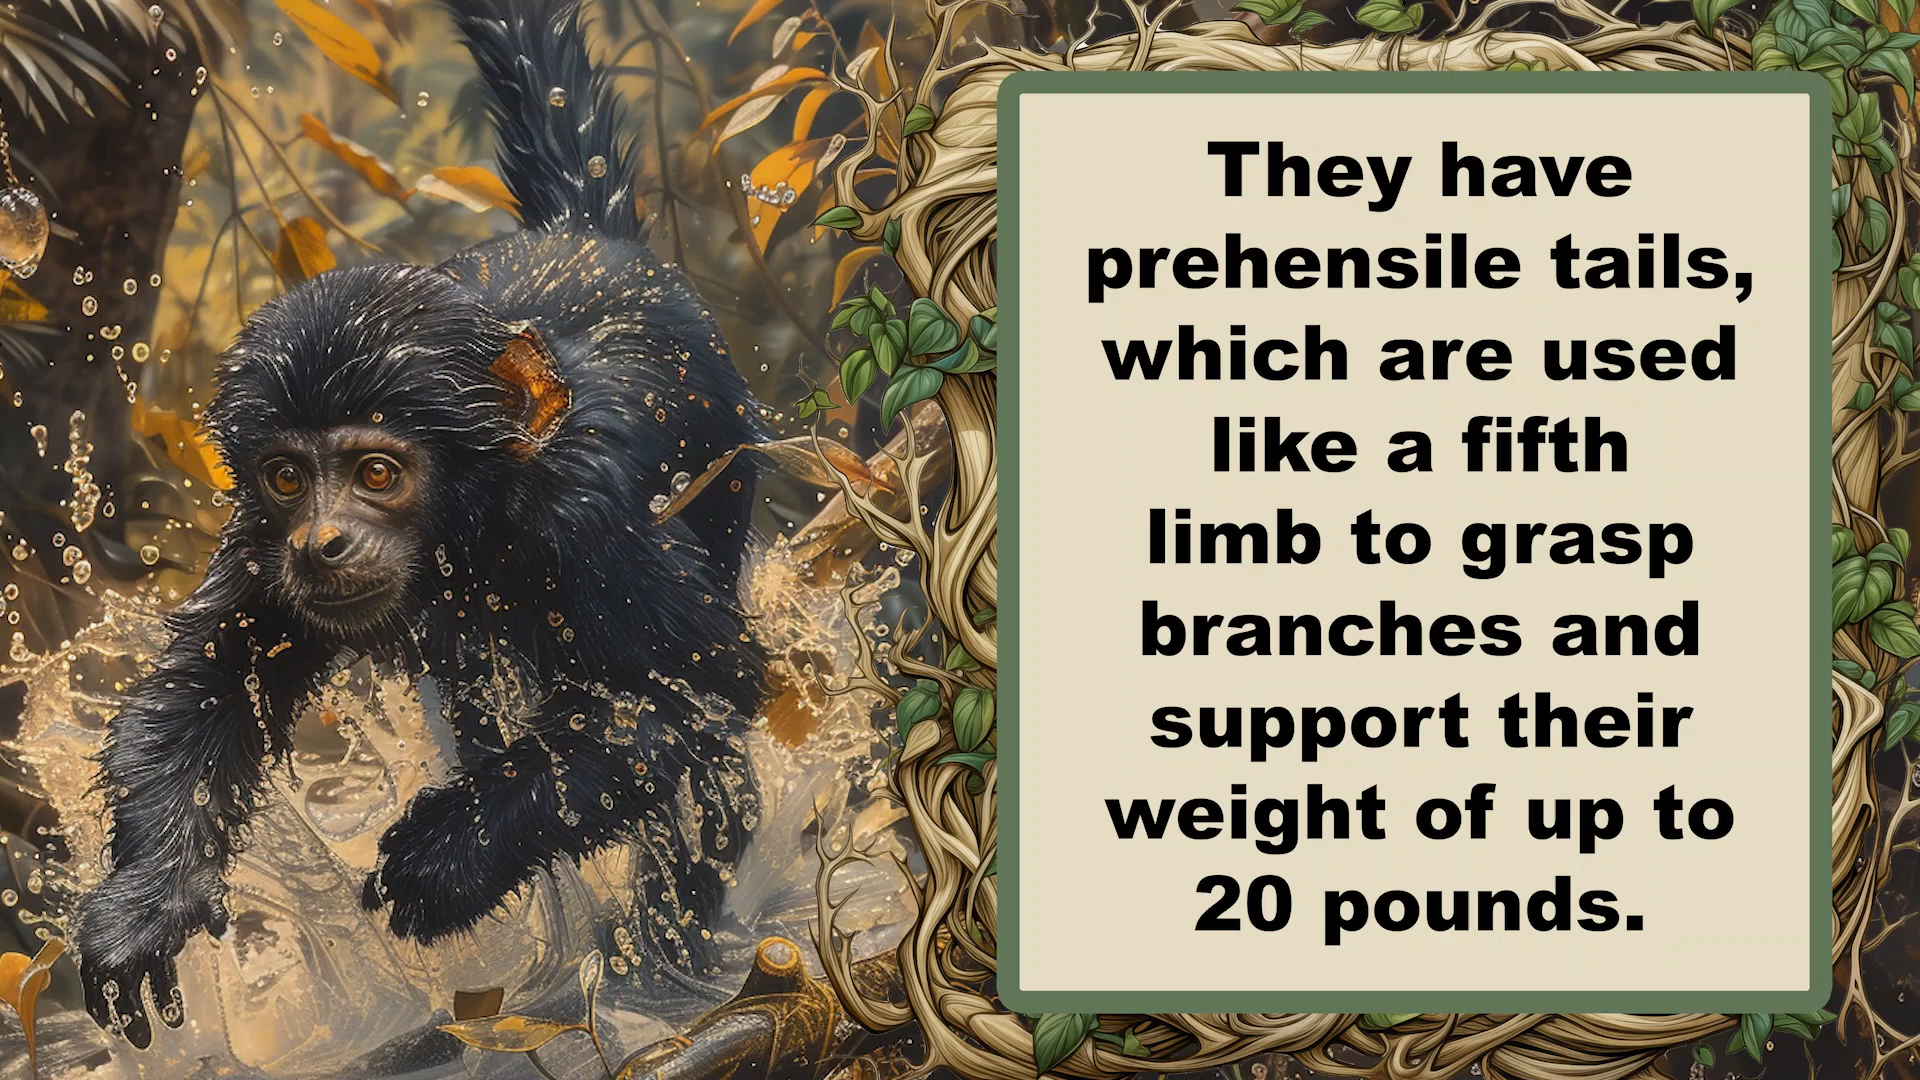 They have
prehensile tails,
which are used
like a fifth
limb to grasp
branches and
support their
weight of up to
20 pounds.